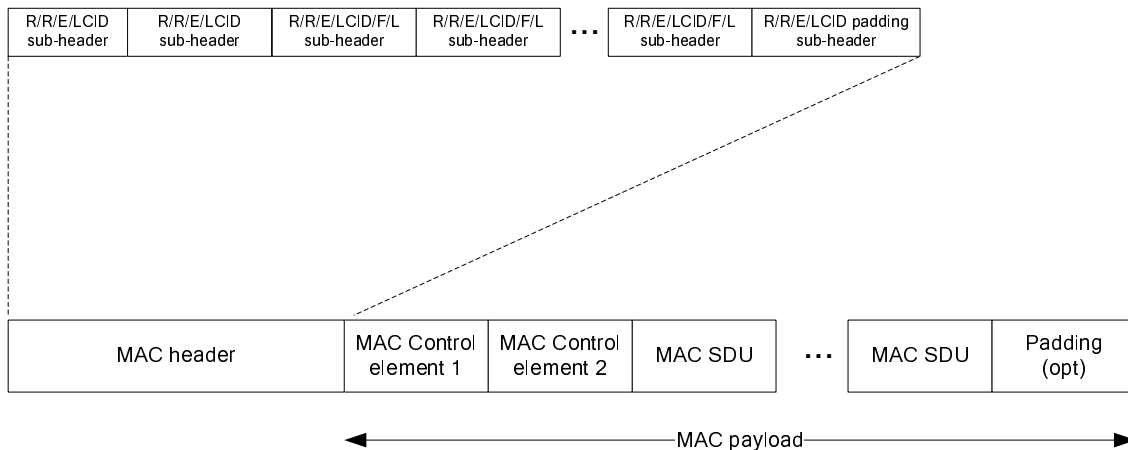 R/R/E/LCID
sub-header
R/R/E/LCID
sub-header
R/R/E/LCID/F/L
sub-header
R/R/E/LCID/F/L
sub-header
...
R/R/E/LCID/F/L
sub-header
R/R/E/LCID padding
sub-header
MAC header
MAC Control
element 1
MAC Control
element 2
MAC SDU
...
MAC SDU
Padding
(opt)
MAC payload